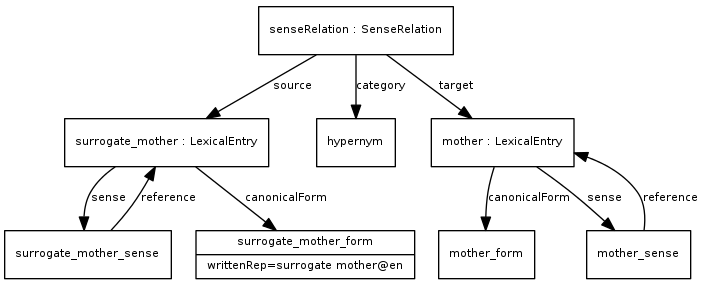 senseRelation : SenseRelation
source
category
target
surrogate_mother : LexicalEntry
hypernym
mother : LexicalEntry
sense
reference
canonicalForm
canonicalForm
sense
reference
surrogate_mother_sense
surrogate_mother_form
writtenRep=surrogate mother@en
mother_form
mother_sense